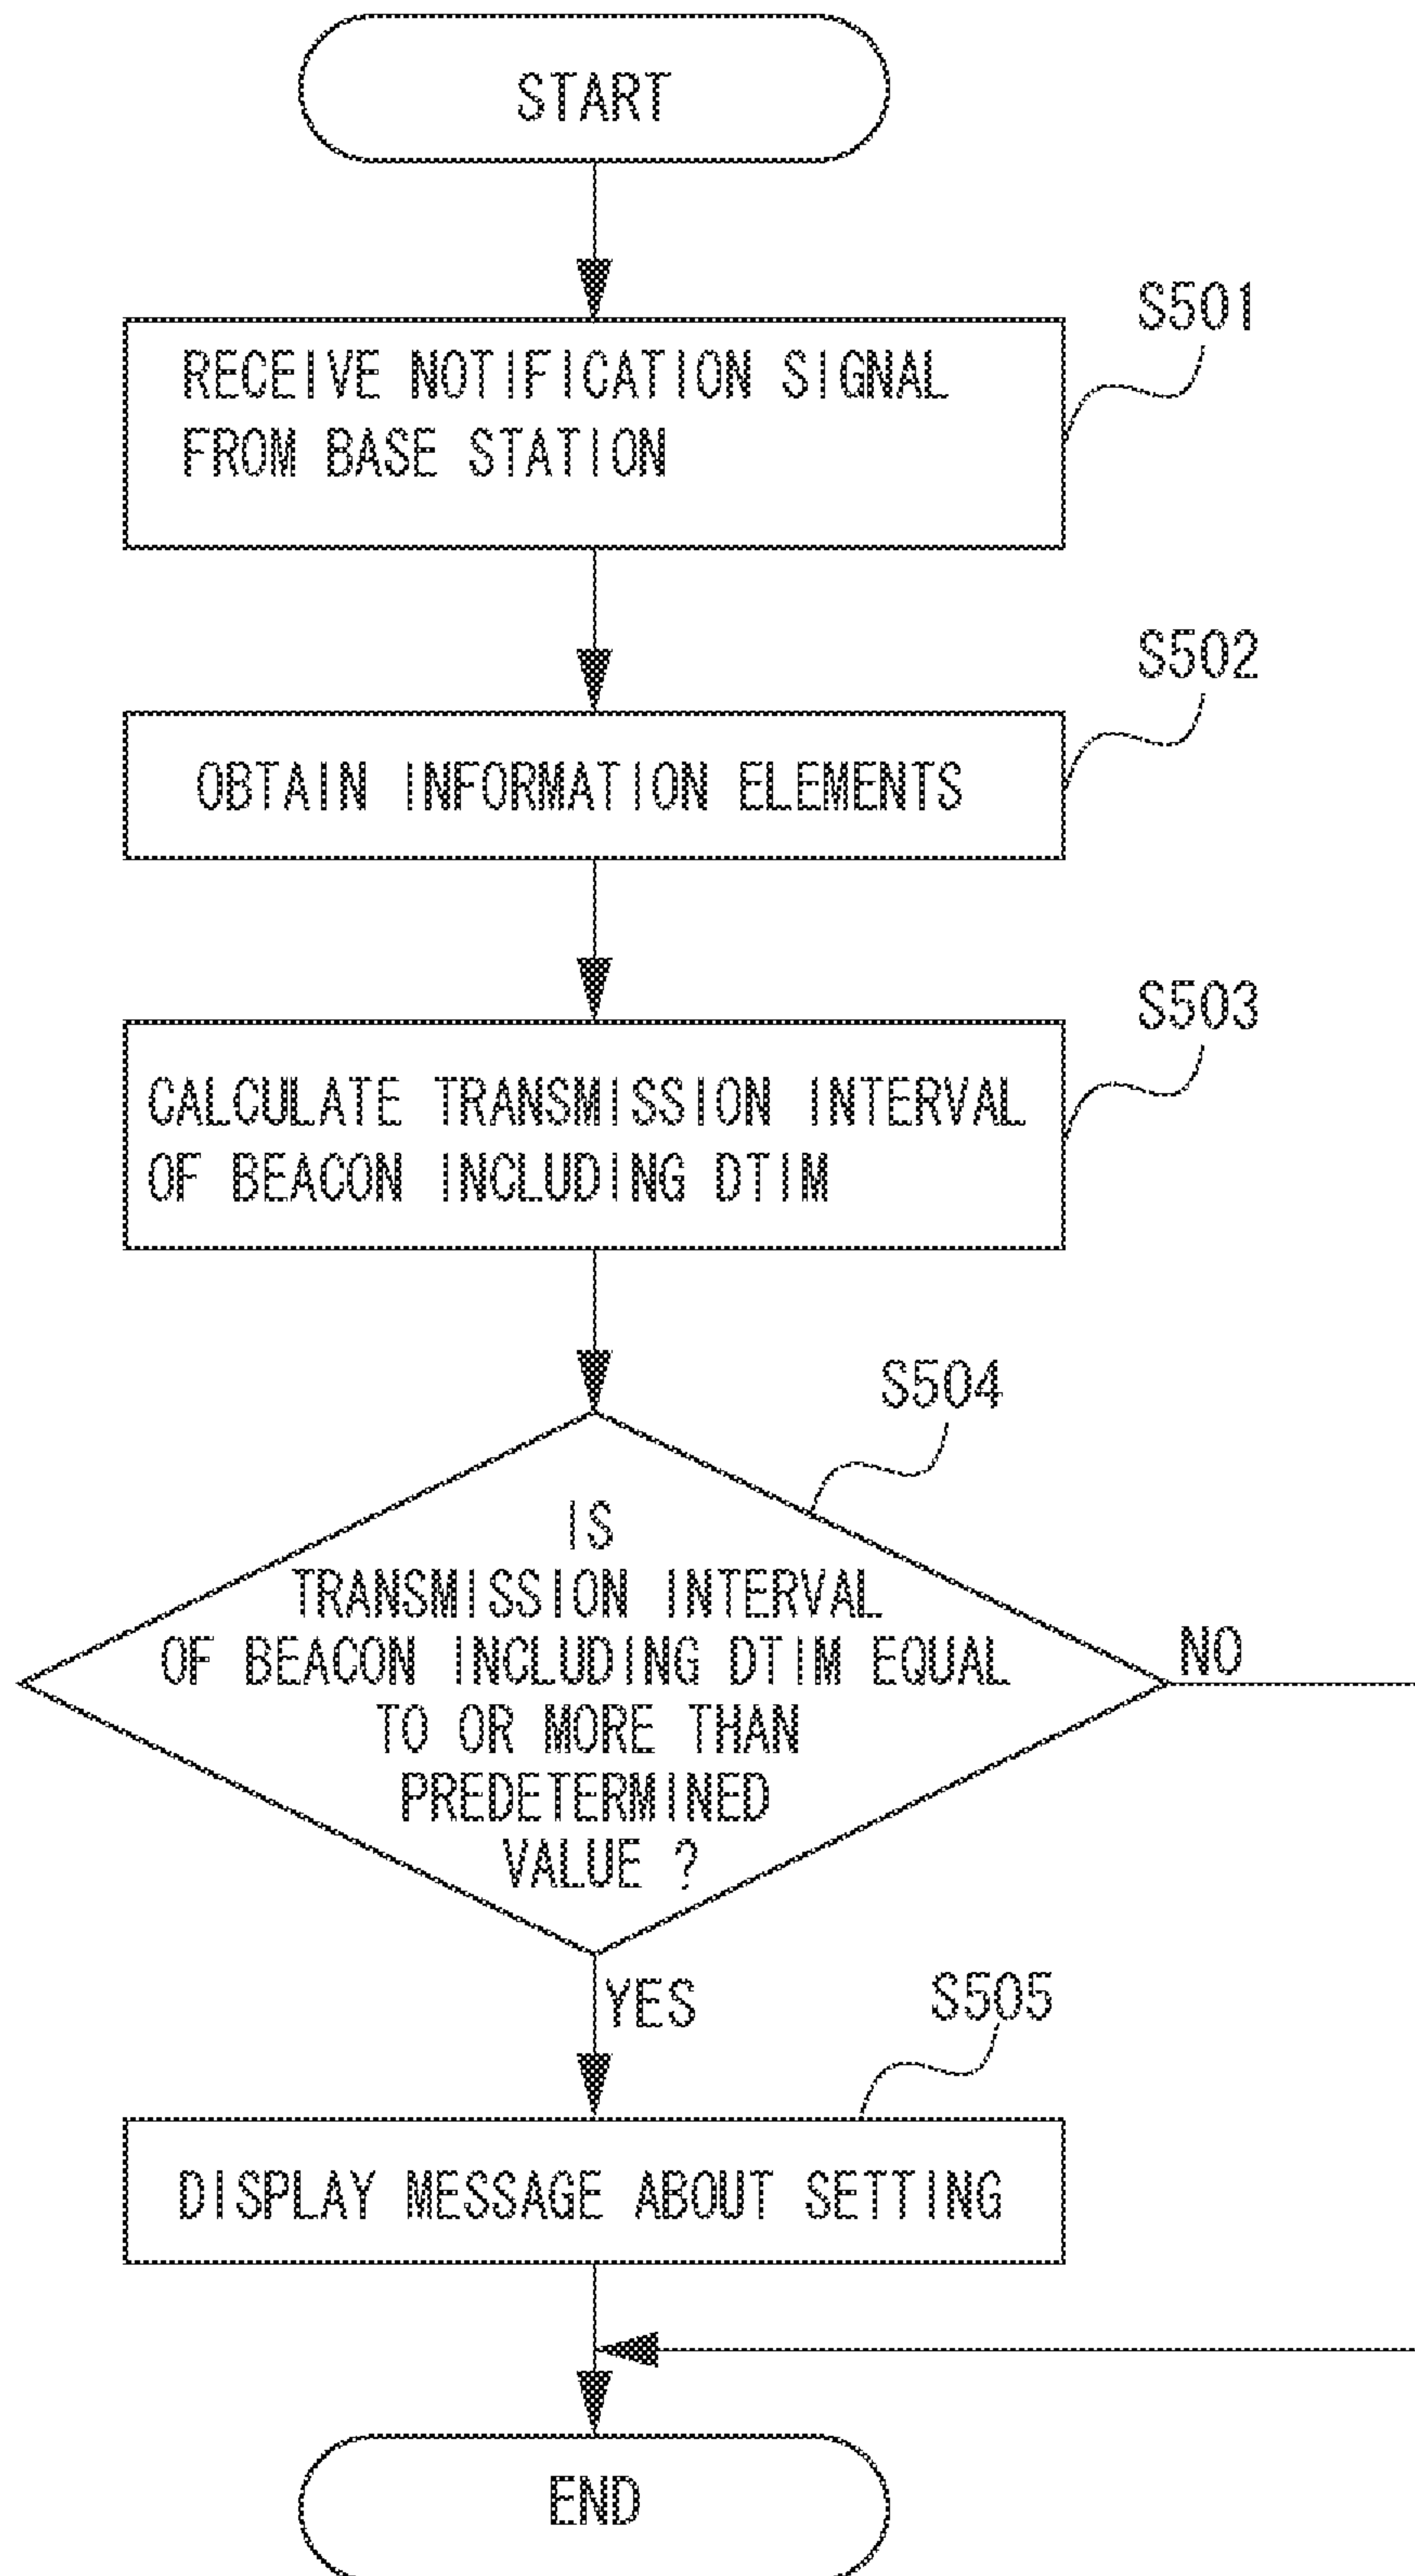 START
S501
RECEIVE NOTIFICATION SIGNAL
FROM BASE STATION
S502
OBTAIN INFORMATION ELEMENTS
S503
CALCULATE TRANSMISSION INTERVAL
OF BEACON INCLUDING DTIM
S504
IS
TRANSMISSION INTERVAL
OF BEACON INCLUDING DTIM EQUAL
TO OR MORE THAN
PREDETERMINED
VALUE ?
NO
YES
S505
DISPLAY MESSAGE ABOUT SETTING
END